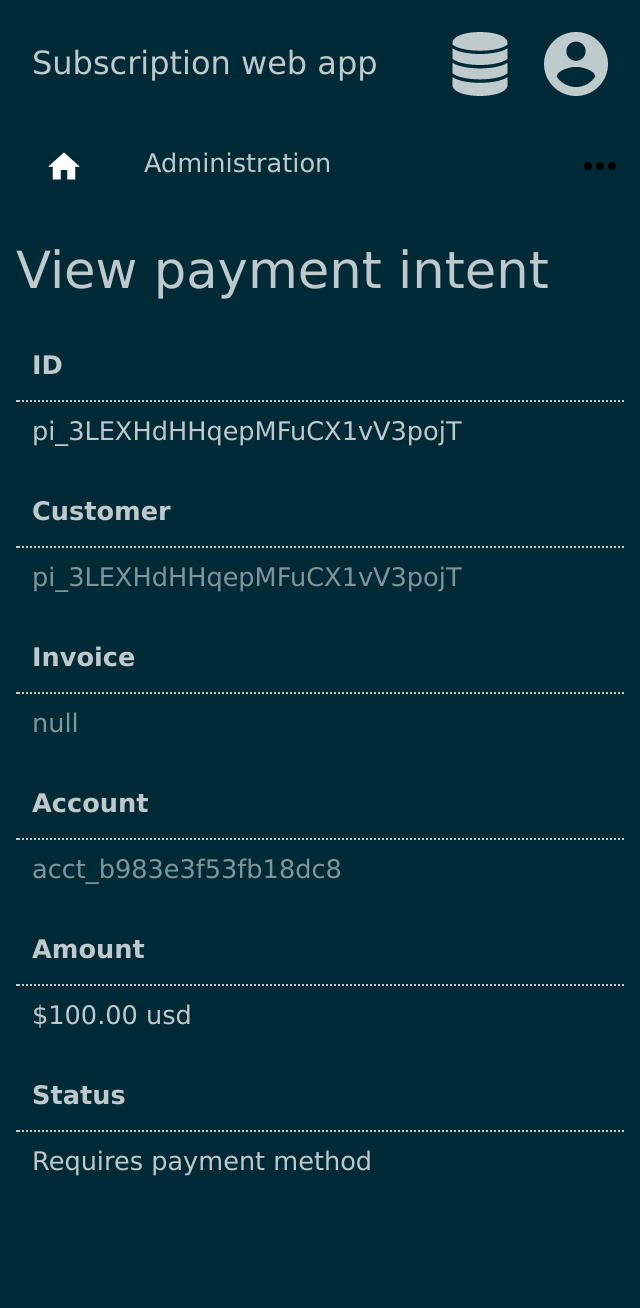 Subscription web app
Administration
View payment intent
ID
pi_3LEXHdHHqepMFuCX1vV3pojT
Customer
pi_3LEXHdHHqepMFuCX1vV3pojT
Invoice
null
Account
acct_b983e3f53fb18dc8
Amount
$100.00 usd
Status
Requires payment method